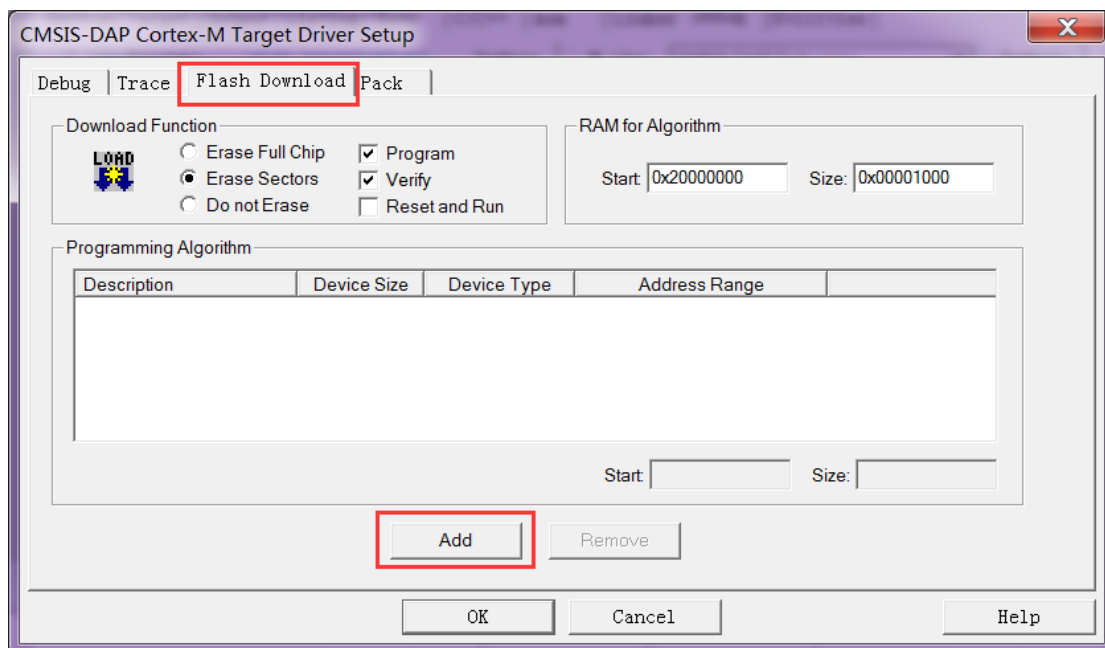 CMSIS-DAP Cortex-M Target Driver Setup
X
Debug Trace Flash Download Pack
Download Function
LOAD
Erase Full Chip Program
Erase Sectors Verify
Do not Erase Reset and Run
RAM for Algorithm
Start: 0x20000000 Size: 0x00001000
Programming Algorithm
Description Device Size Device Type Address Range
Start: Size:
Add Remove
OK Cancel Help